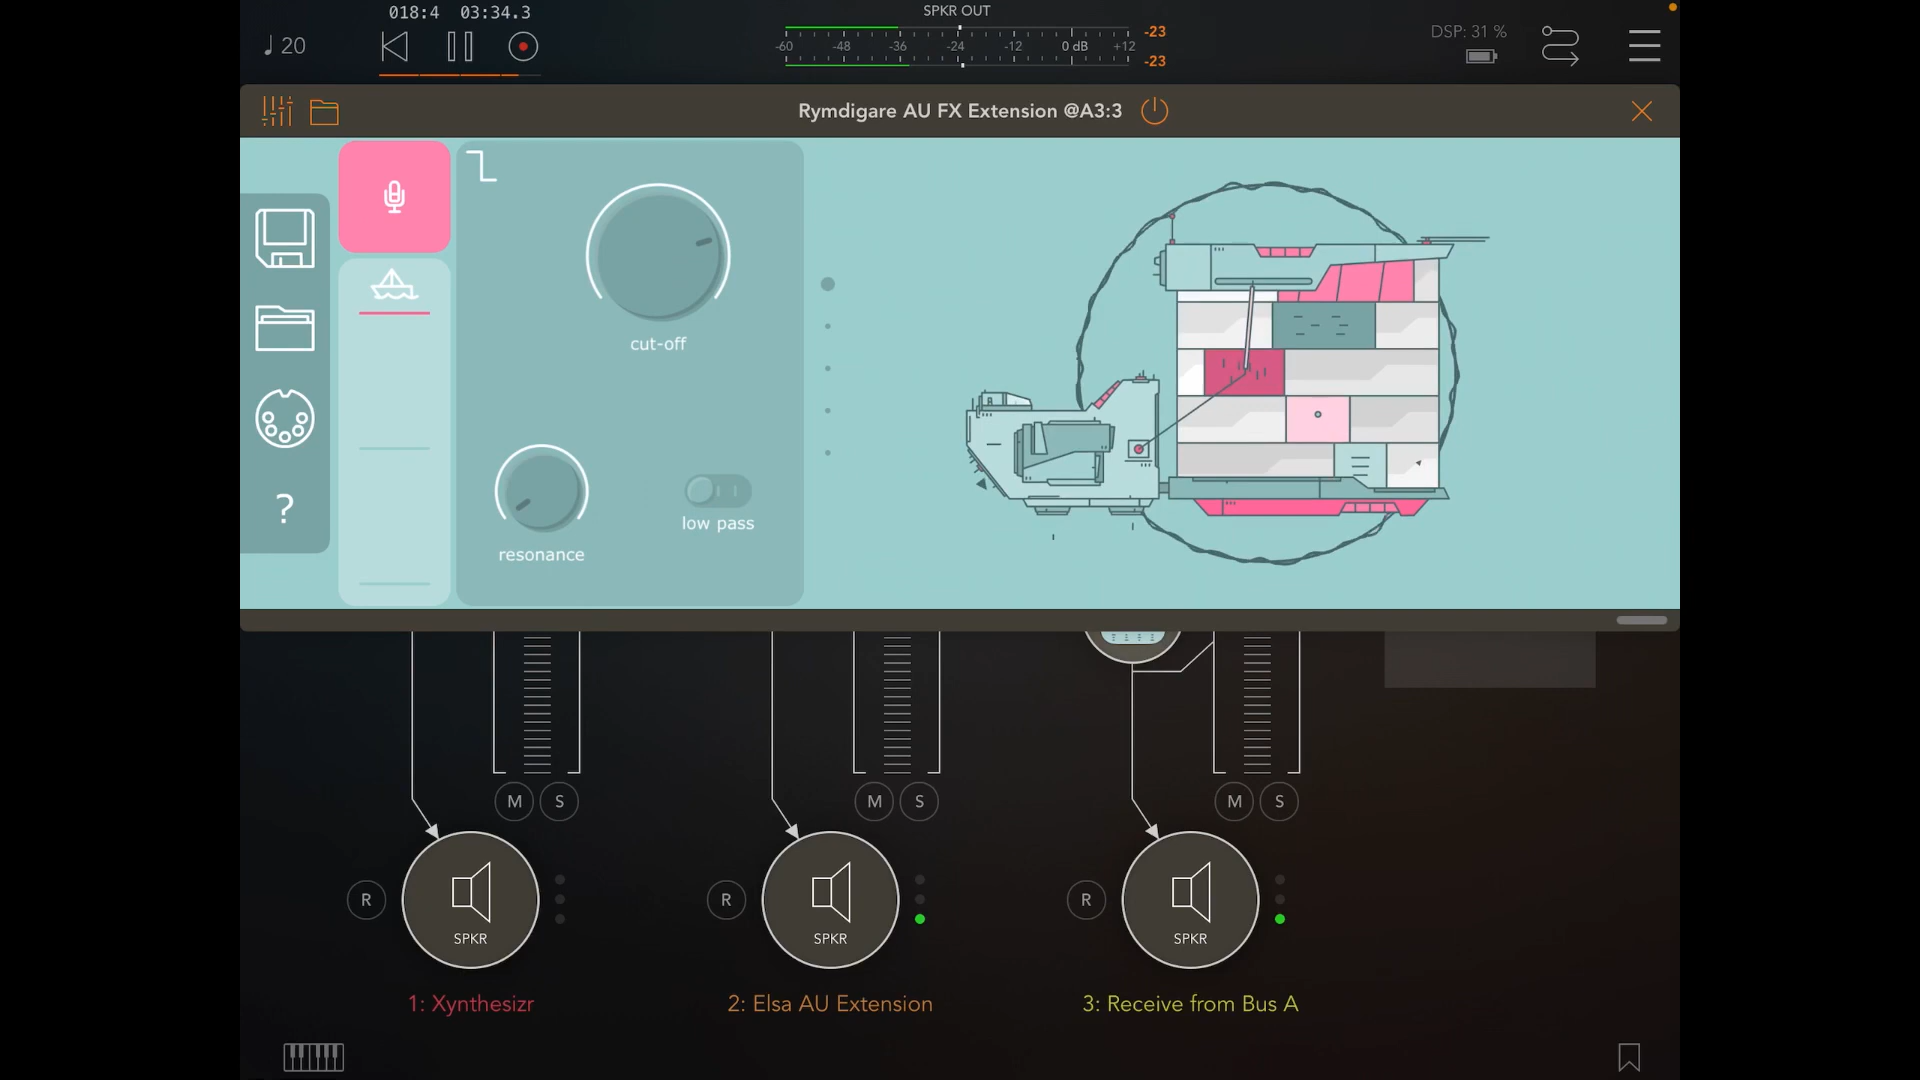 018:4 03:34.3
SPKR OUT
20
-60 -48 -36 -24 -12 0 dB +12
-23
-23
DSP: 31 %
Rymdigare AU FX Extension @A3:3
cut-off
resonance
low pass
?
M S M S M S
R R R
SPKR SPKR SPKR
1: Xynthesizr 2: Elsa AU Extension 3: Receive from Bus A